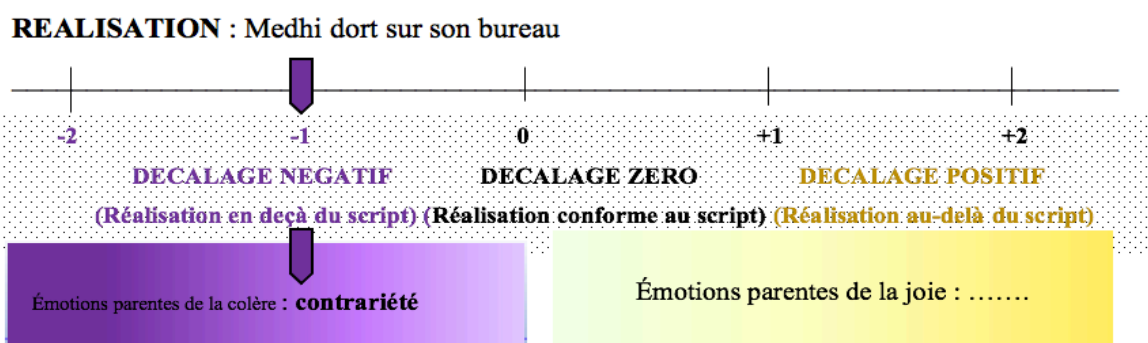 REALISATION : Medhi dort sur son bureau
-2 -1 0 +1 +2
DECALAGE NEGATIF DECALAGE ZERO DECALAGE POSITIF
(Réalisation en deçà du script) (Réalisation conforme au script) (Réalisation au-delà du script)
Émotions parentes de la colère : contrariété
Émotions parentes de la joie : .......